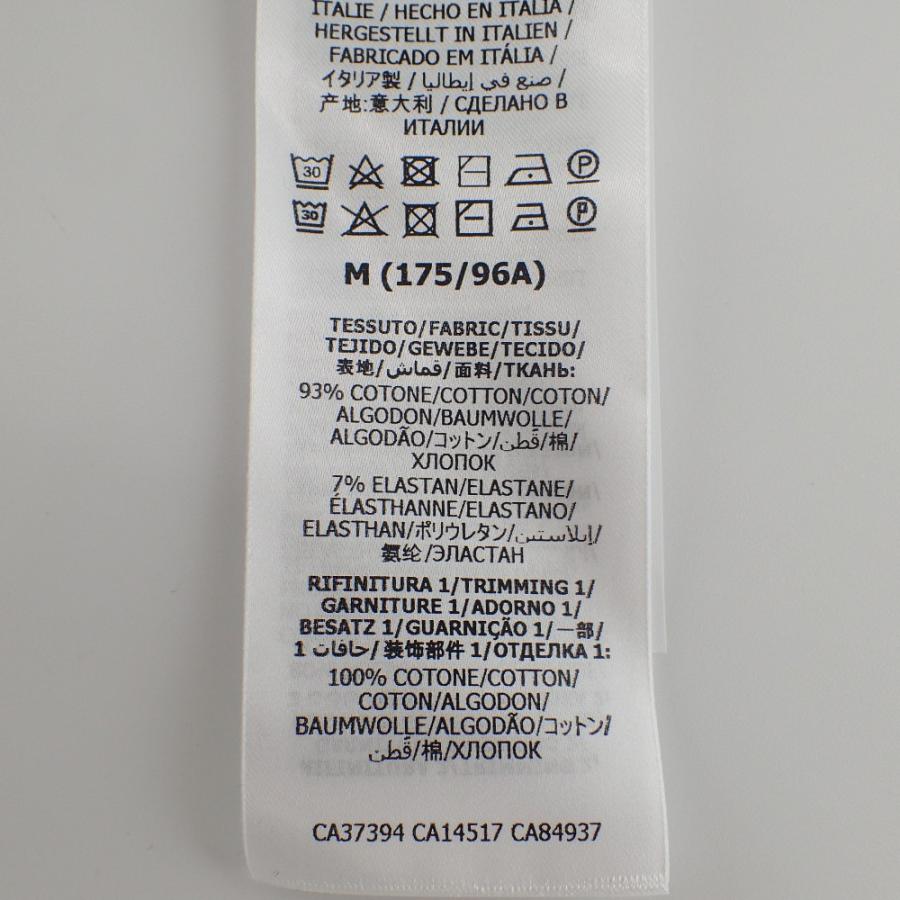 ITALIE / HECHO EN ITALIA /
HERGESTELLT IN ITALIEN /
FABRICADO EM ITÁLIA /
イタリア製 / صنع في إيطاليا /
产地:意大利 / СДЕЛАНО В
ИТАЛИИ
30 P
30 P
M (175/96A)
TESSUTO/FABRIC/TISSU/
TEJIDO/GEWEBE/TECIDO/
表地/قماش/面料/ТКАНЬ:
93% COTONE/COTTON/COTON/
ALGODON/BAUMWOLLE/
ALGODÃO/コットン/قطن/棉/
ХЛОПОК
7% ELASTAN/ELASTANE/
ÉLASTHANNE/ELASTANO/
ELASTHAN/ポリウレタン/إيلاستين/
氨纶/ЭЛАСТАН
RIFINITURA 1/TRIMMING 1/
GARNITURE 1/ADORNO 1/
BESATZ 1/GUARNIÇÃO 1/一部/
حافات 1/装饰部件 1/ОТДЕЛКА 1:
100% COTONE/COTTON/
COTON/ALGODON/
BAUMWOLLE/ALGODÃO/コットン/
قطن/棉/ХЛОПОК
CA37394 CA14517 CA84937